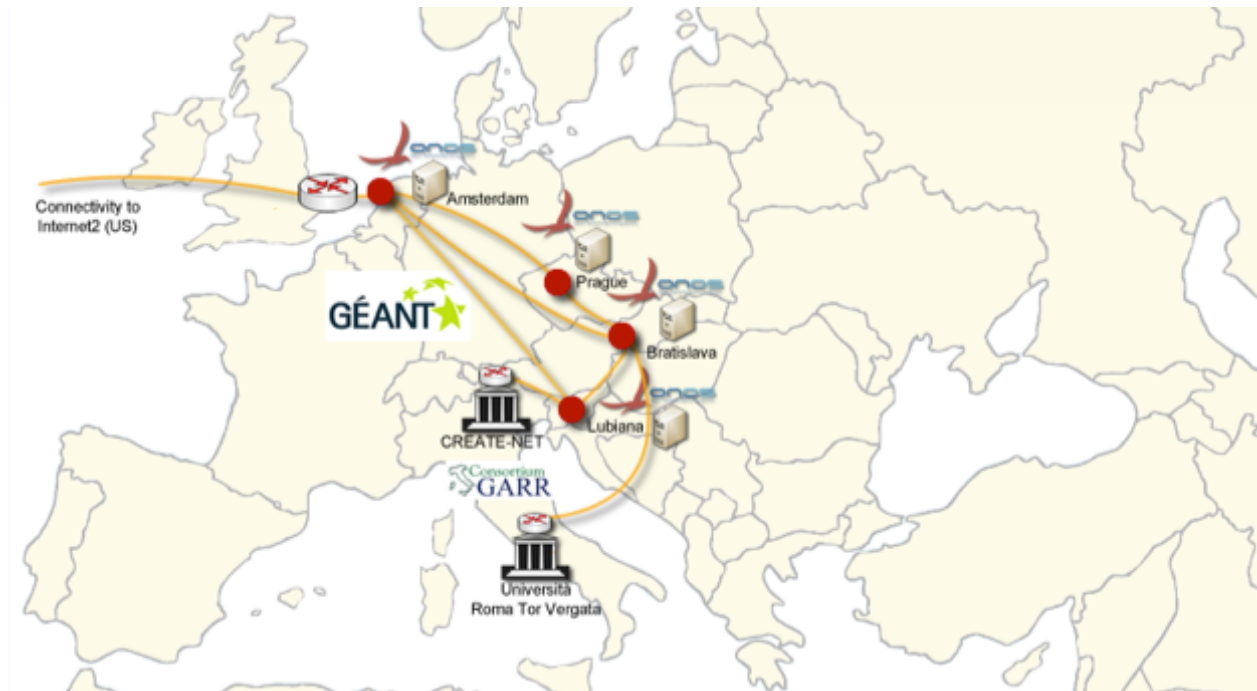 ONOS
Amsterdam
Connectivity to
Internet2 (US)
ONOS
Prague
ONOS
GÉANT
Bratislava
ONOS
Lubiana
CREATE-NET
Consortium
GARR
Università
Roma Tor Vergata